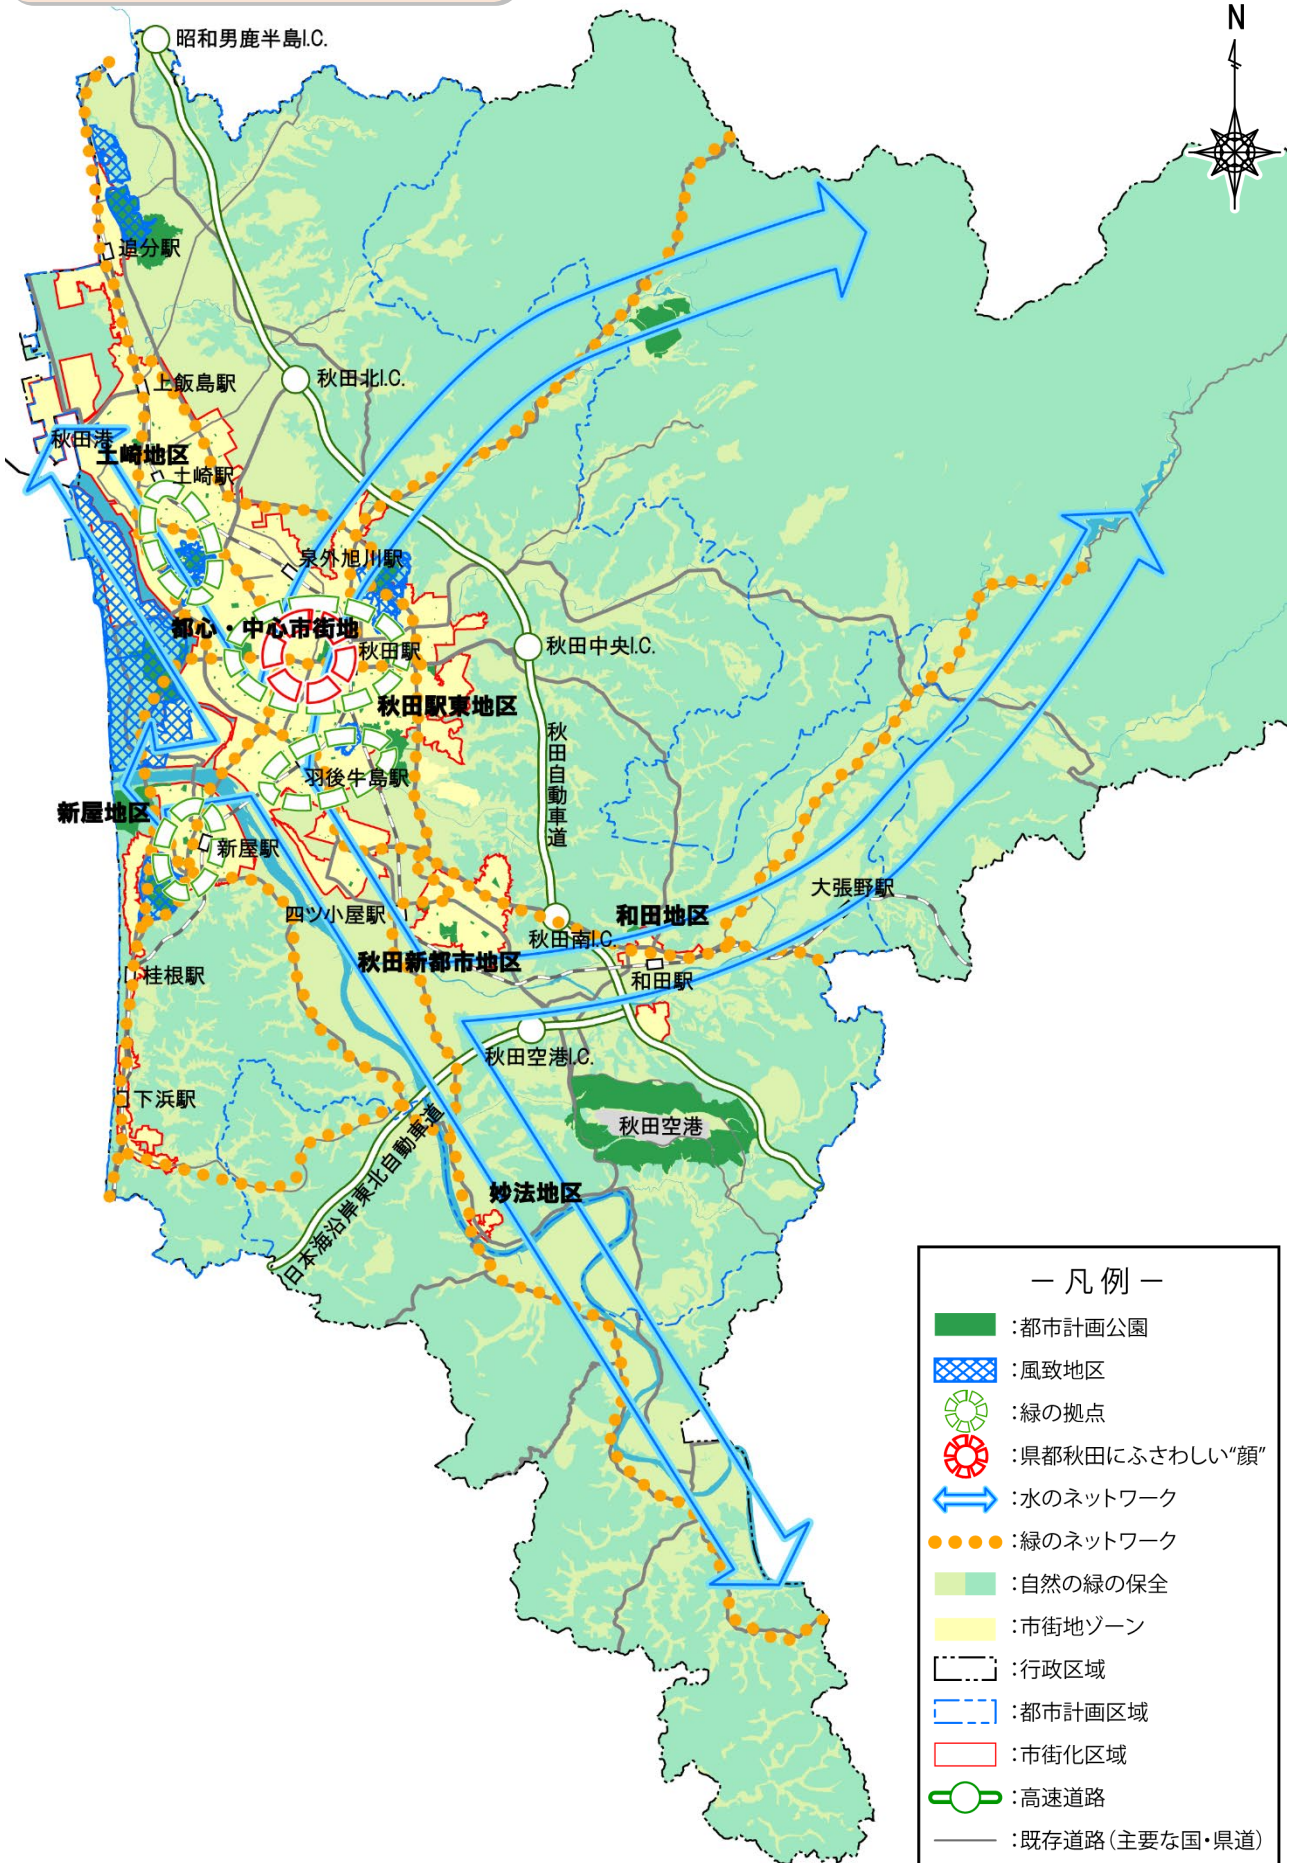 N
昭和男鹿半島I.C.
追分駅
秋田北I.C.
上飯島駅
秋田港
土崎地区
土崎駅
泉外旭川駅
都心・中心市街地
秋田駅
秋田中央I.C.
秋田駅東地区
秋田自動車道
羽後牛島駅
新屋地区
新屋駅
大張野駅
四ツ小屋駅
和田地区
秋田南I.C.
秋田新都市地区
桂根駅
和田駅
秋田空港I.C.
下浜駅
秋田空港
日本海沿岸東北自動車道
妙法地区
－凡例－
:都市計画公園
:風致地区
:緑の拠点
:県都秋田にふさわしい“顔”
:水のネットワーク
:緑のネットワーク
:自然の緑の保全
:市街地ゾーン
:行政区域
:都市計画区域
:市街化区域
:高速道路
:既存道路(主要な国・県道)